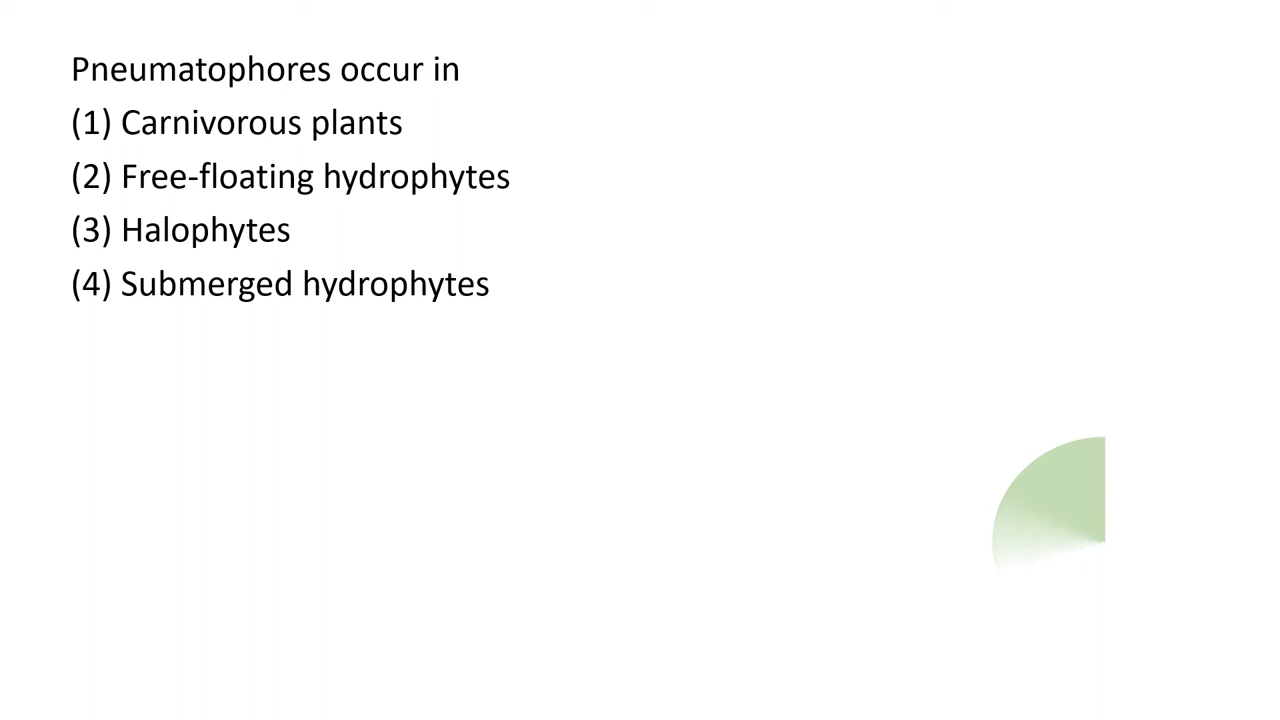 Pneumatophores occur in
(1) Carnivorous plants
(2) Free-floating hydrophytes
(3) Halophytes
(4) Submerged hydrophytes